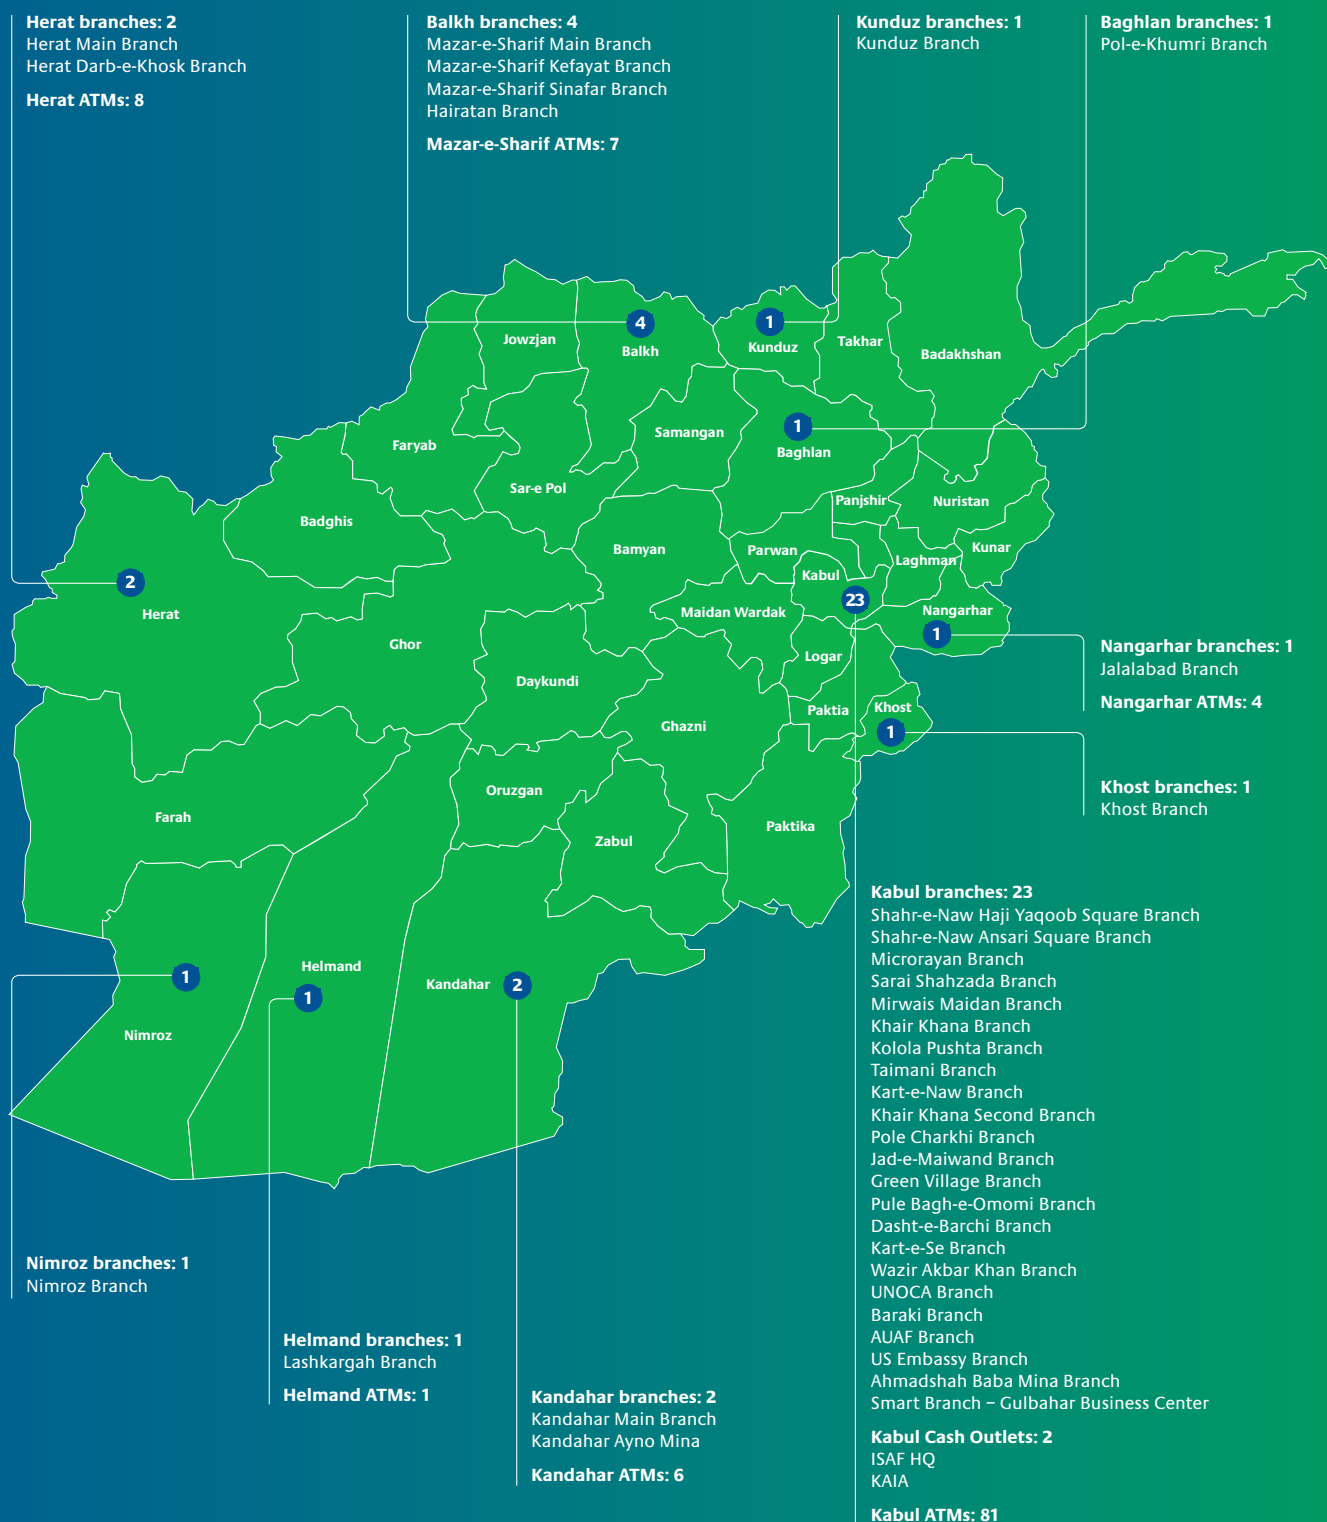 Herat branches: 2
Herat Main Branch
Herat Darb-e-Khosk Branch
Herat ATMs: 8
Balkh branches: 4
Mazar-e-Sharif Main Branch
Mazar-e-Sharif Kefayat Branch
Mazar-e-Sharif Sinafar Branch
Hairatan Branch
Mazar-e-Sharif ATMs: 7
Kunduz branches: 1
Kunduz Branch
Baghlan branches: 1
Pol-e-Khumri Branch
4
1
Jowzjan
Balkh
Kunduz
Takhar
Badakhshan
1
Faryab
Samangan
Baghlan
Sar-e Pol
Panjshir
Nuristan
Badghis
Bamyan
Parwan
Kunar
Laghman
Kabul
2
23
Herat
Maidan Wardak
Nangarhar
1
Ghor
Logar
Daykundi
Paktia
Khost
Ghazni
1
Oruzgan
Farah
Zabul
Paktika
Helmand
1
Kandahar
2
1
Nimroz
Nangarhar branches: 1
Jalalabad Branch
Nangarhar ATMs: 4
Khost branches: 1
Khost Branch
Kabul branches: 23
Shahr-e-Naw Haji Yaqoob Square Branch
Shahr-e-Naw Ansari Square Branch
Microrayan Branch
Sarai Shahzada Branch
Mirwais Maidan Branch
Khair Khana Branch
Kolola Pushta Branch
Taimani Branch
Kart-e-Naw Branch
Khair Khana Second Branch
Pole Charkhi Branch
Jad-e-Maiwand Branch
Green Village Branch
Pule Bagh-e-Omomi Branch
Dasht-e-Barchi Branch
Kart-e-Se Branch
Wazir Akbar Khan Branch
UNOCA Branch
Baraki Branch
AUAF Branch
US Embassy Branch
Ahmadshah Baba Mina Branch
Smart Branch – Gulbahar Business Center
Kabul Cash Outlets: 2
ISAF HQ
KAIA
Kabul ATMs: 81
Nimroz branches: 1
Nimroz Branch
Helmand branches: 1
Lashkargah Branch
Helmand ATMs: 1
Kandahar branches: 2
Kandahar Main Branch
Kandahar Ayno Mina
Kandahar ATMs: 6